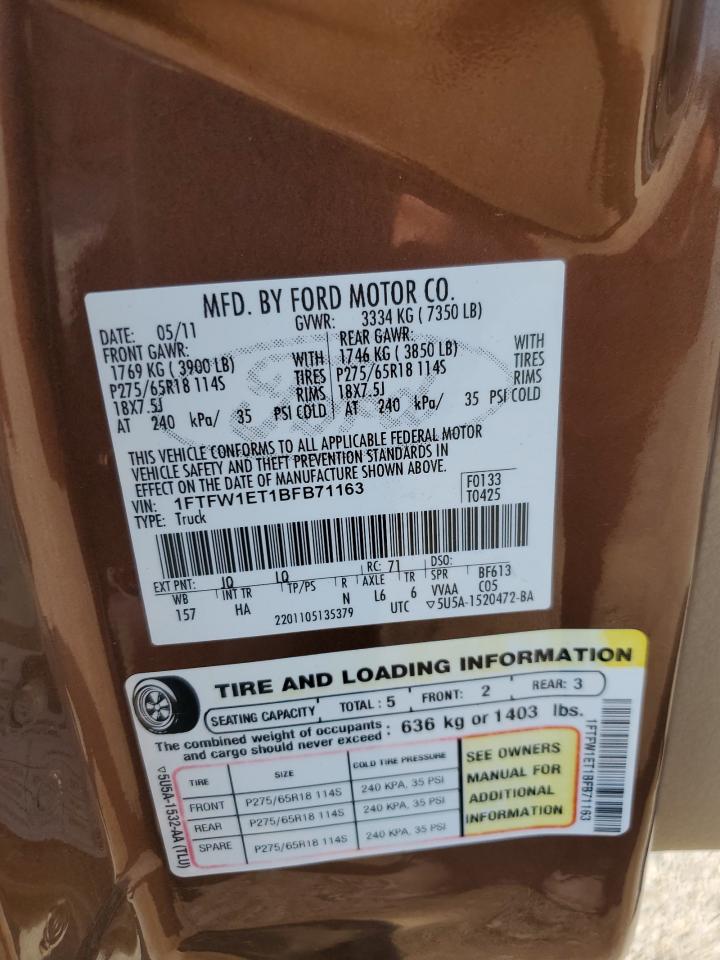 MFD. BY FORD MOTOR CO.
DATE: 05/11 GVWR: 3334 KG ( 7350 LB)
FRONT GAWR: REAR GAWR:
1769 KG ( 3900 LB) WITH 1746 KG ( 3850 LB) WITH
P275/65R18 114S TIRES P275/65R18 114S TIRES
18X7.5J RIMS 18X7.5J RIMS
AT 240 kPa/ 35 PSI COLD AT 240 kPa/ 35 PSI COLD
Ford
THIS VEHICLE CONFORMS TO ALL APPLICABLE FEDERAL MOTOR
VEHICLE SAFETY AND THEFT PREVENTION STANDARDS IN
EFFECT ON THE DATE OF MANUFACTURE SHOWN ABOVE.
VIN: 1FTFW1ET1BFB71163 F0133
TYPE: Truck T0425
EXT PNT: JQ LQ RC: 71 DSO:
WB INT TR TP/PS R AXLE TR SPR BF613
157 HA N L6 6 VVAA C05
2201105135379 UTC ▽5U5A-1520472-BA
TIRE AND LOADING INFORMATION
SEATING CAPACITY TOTAL : 5 FRONT: 2 REAR: 3
The combined weight of occupants
and cargo should never exceed : 636 kg or 1403 lbs.
TIRE SIZE COLD TIRE PRESSURE
FRONT P275/65R18 114S 240 KPA, 35 PSI
REAR P275/65R18 114S 240 KPA, 35 PSI
SPARE P275/65R18 114S 240 KPA, 35 PSI
SEE OWNERS
MANUAL FOR
ADDITIONAL
INFORMATION
▽5U5A-1532-AA (TLU)
1FTFW1ET1BFB71163